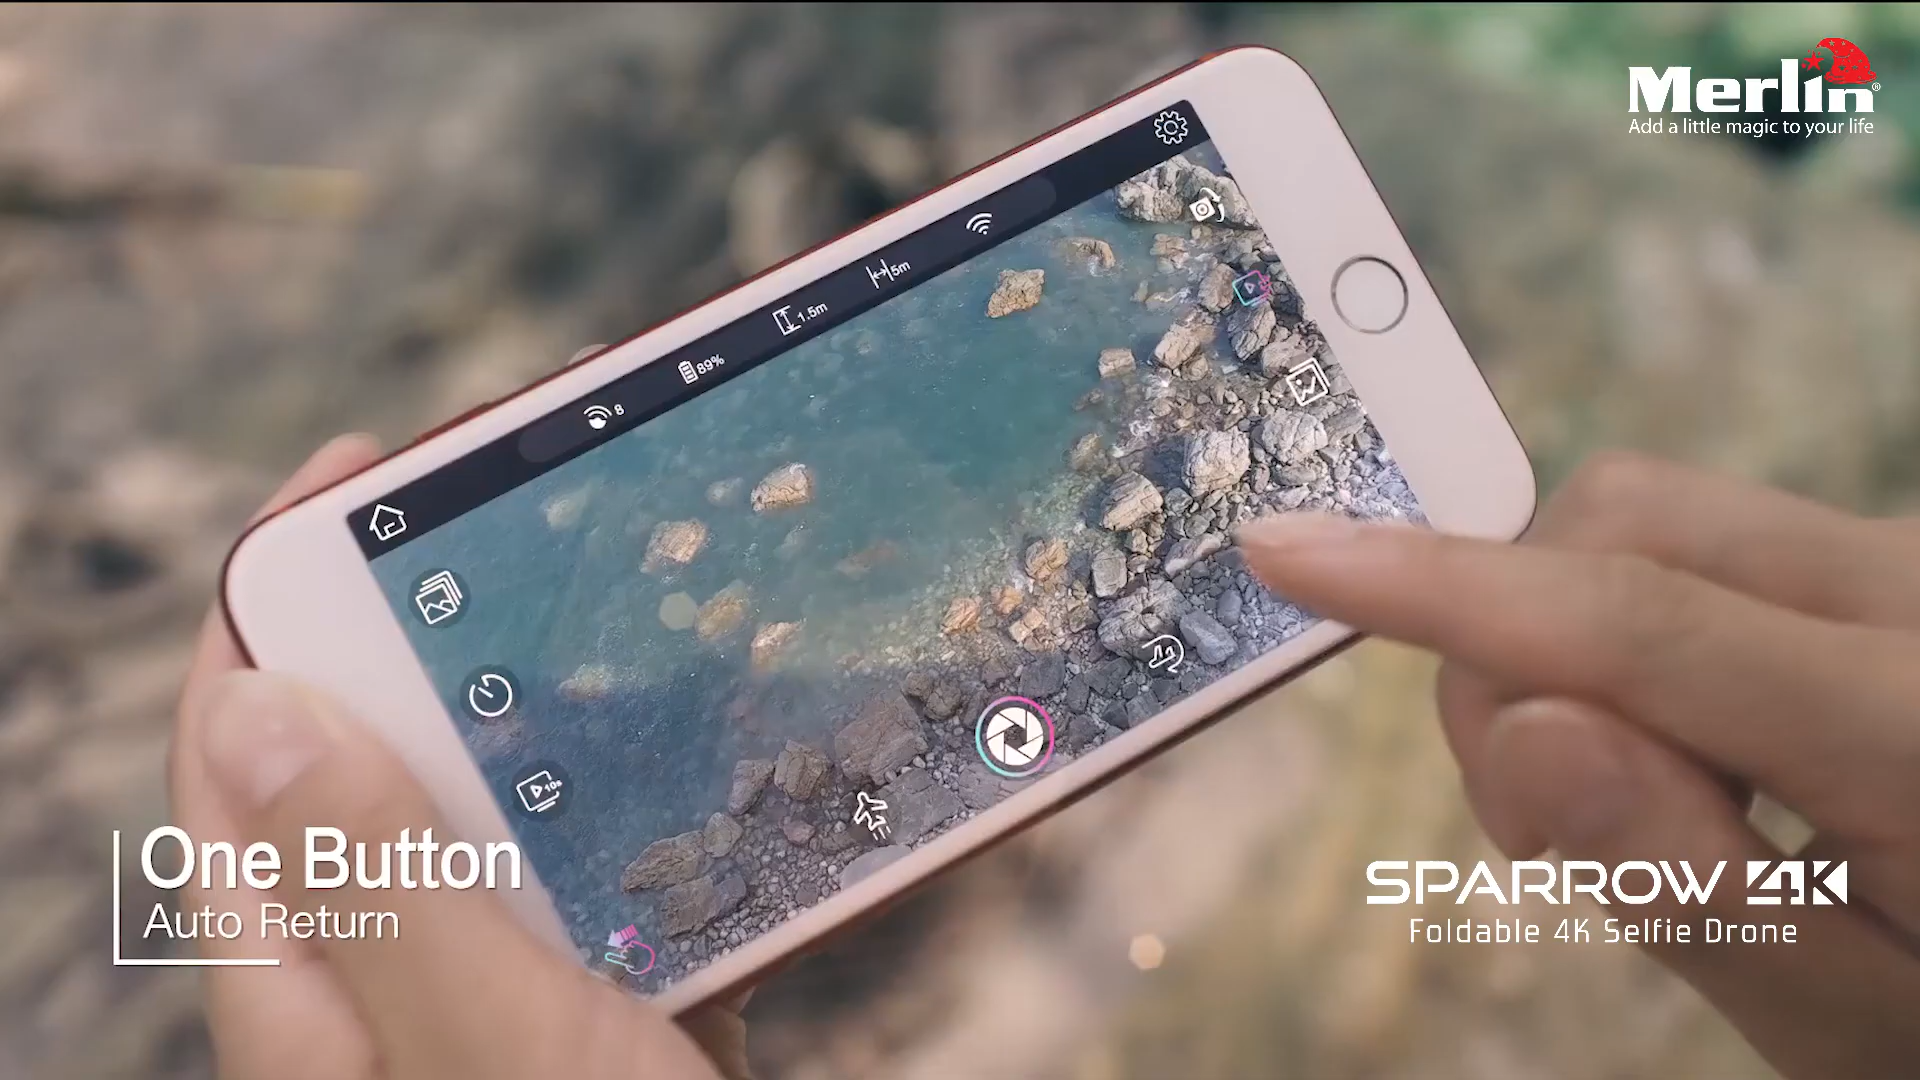 Merlin®
Add a little magic to your life
5m
1.5m
89%
8
10s
One Button
Auto Return
SPARROW 4K
Foldable 4K Selfie Drone